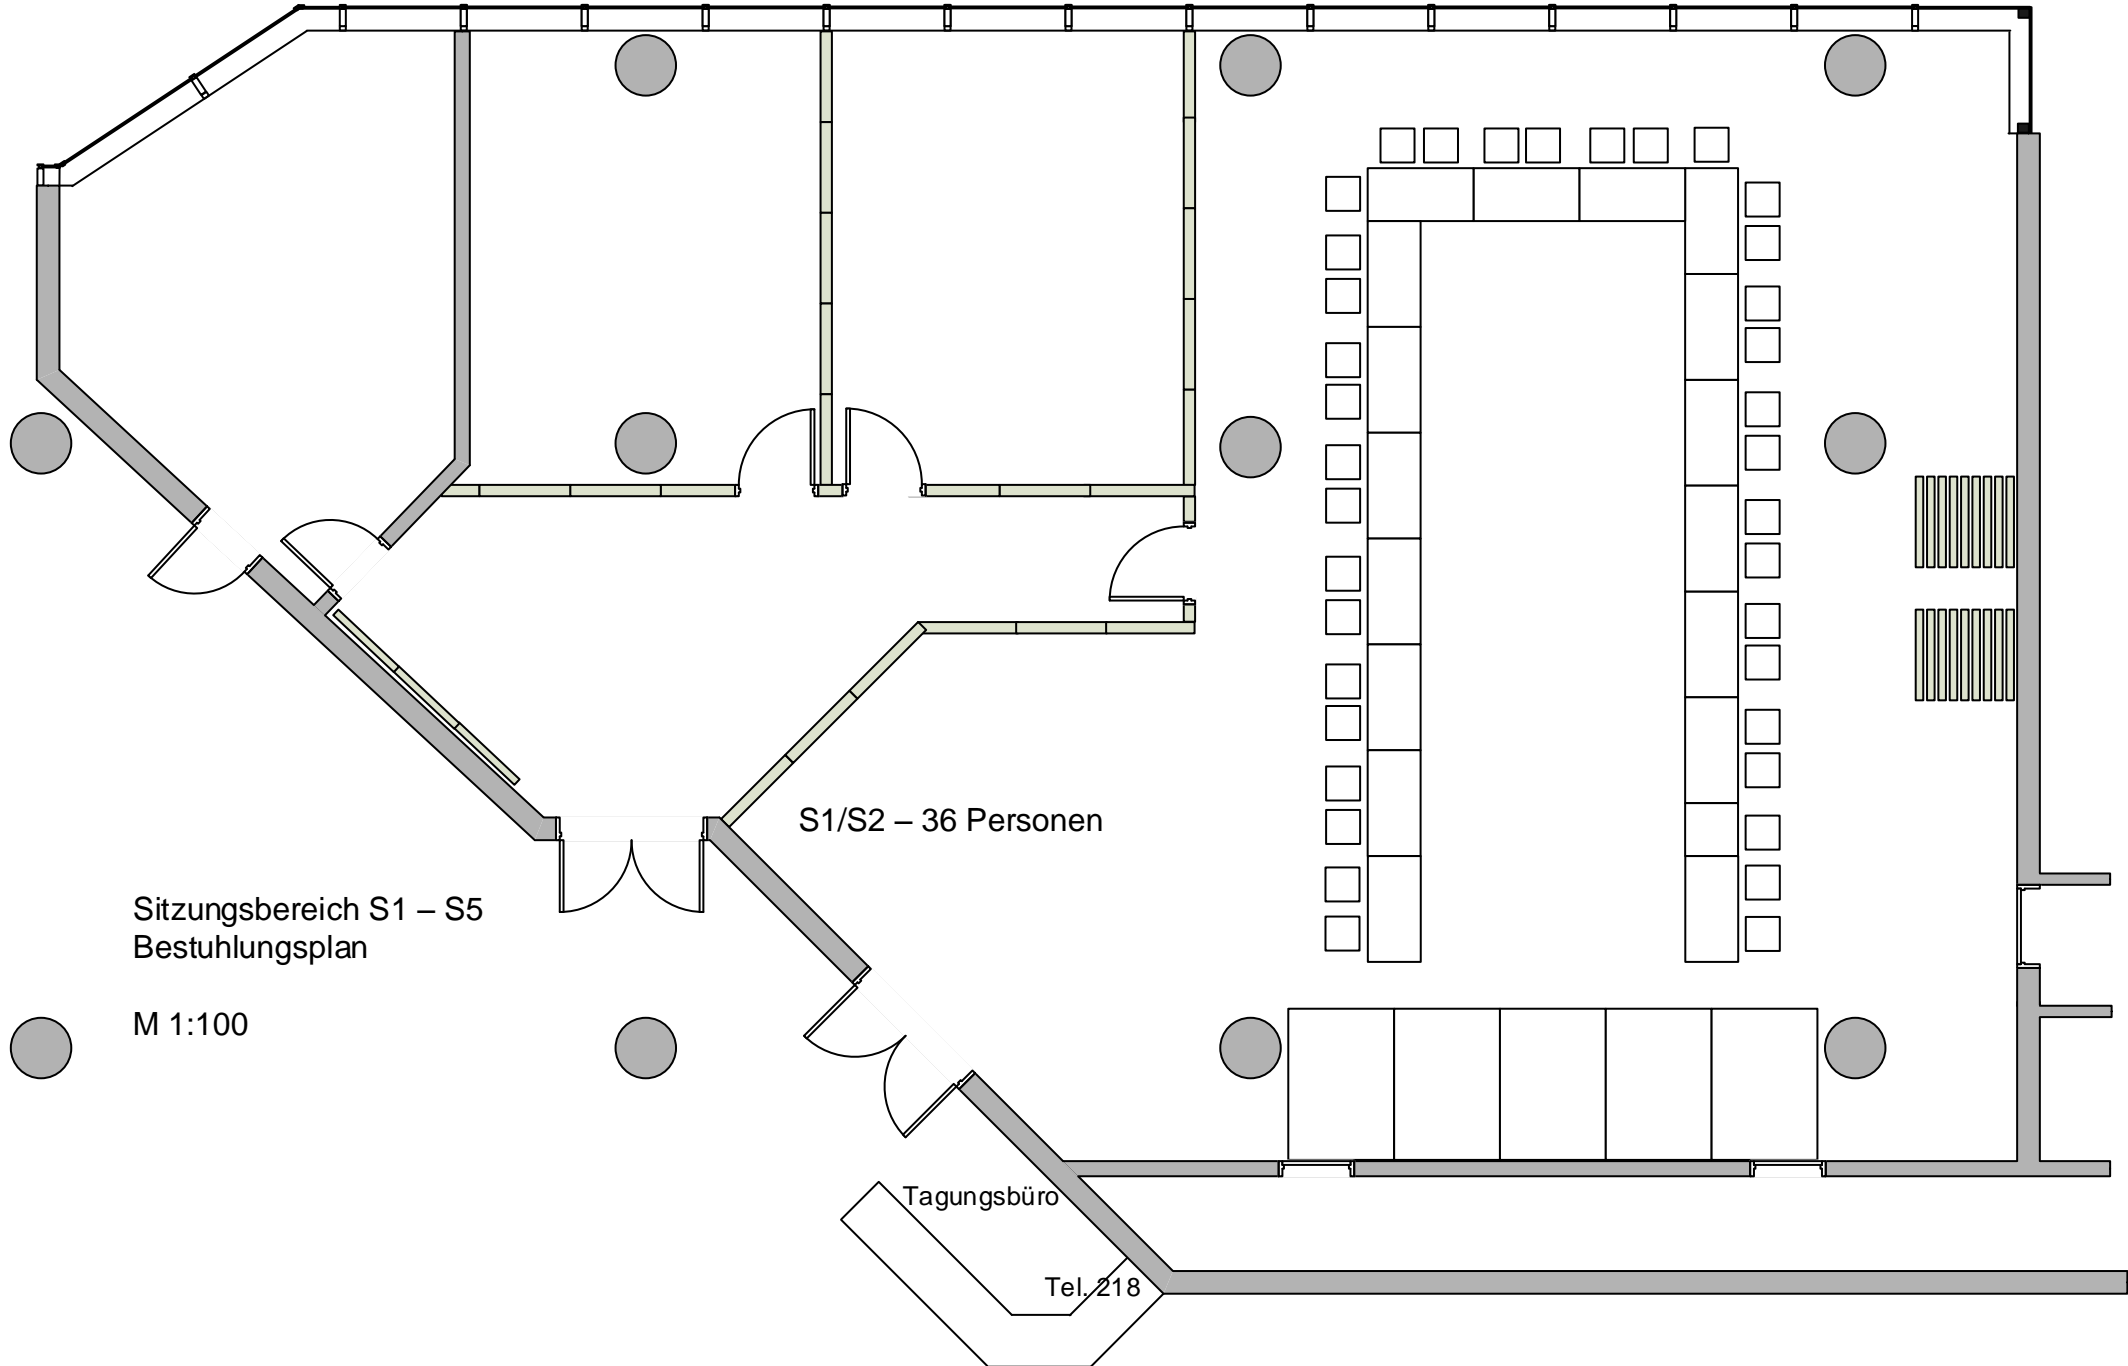 S1/S2 – 36 Personen
Sitzungsbereich S1 – S5
Bestuhlungsplan
M 1:100
Tagungsbüro
Tel. 218